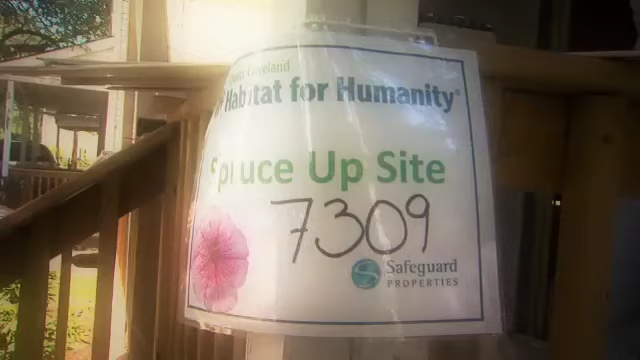 Cleveland
Habitat for Humanity®
Spruce Up Site
7309
Safeguard
PROPERTIES